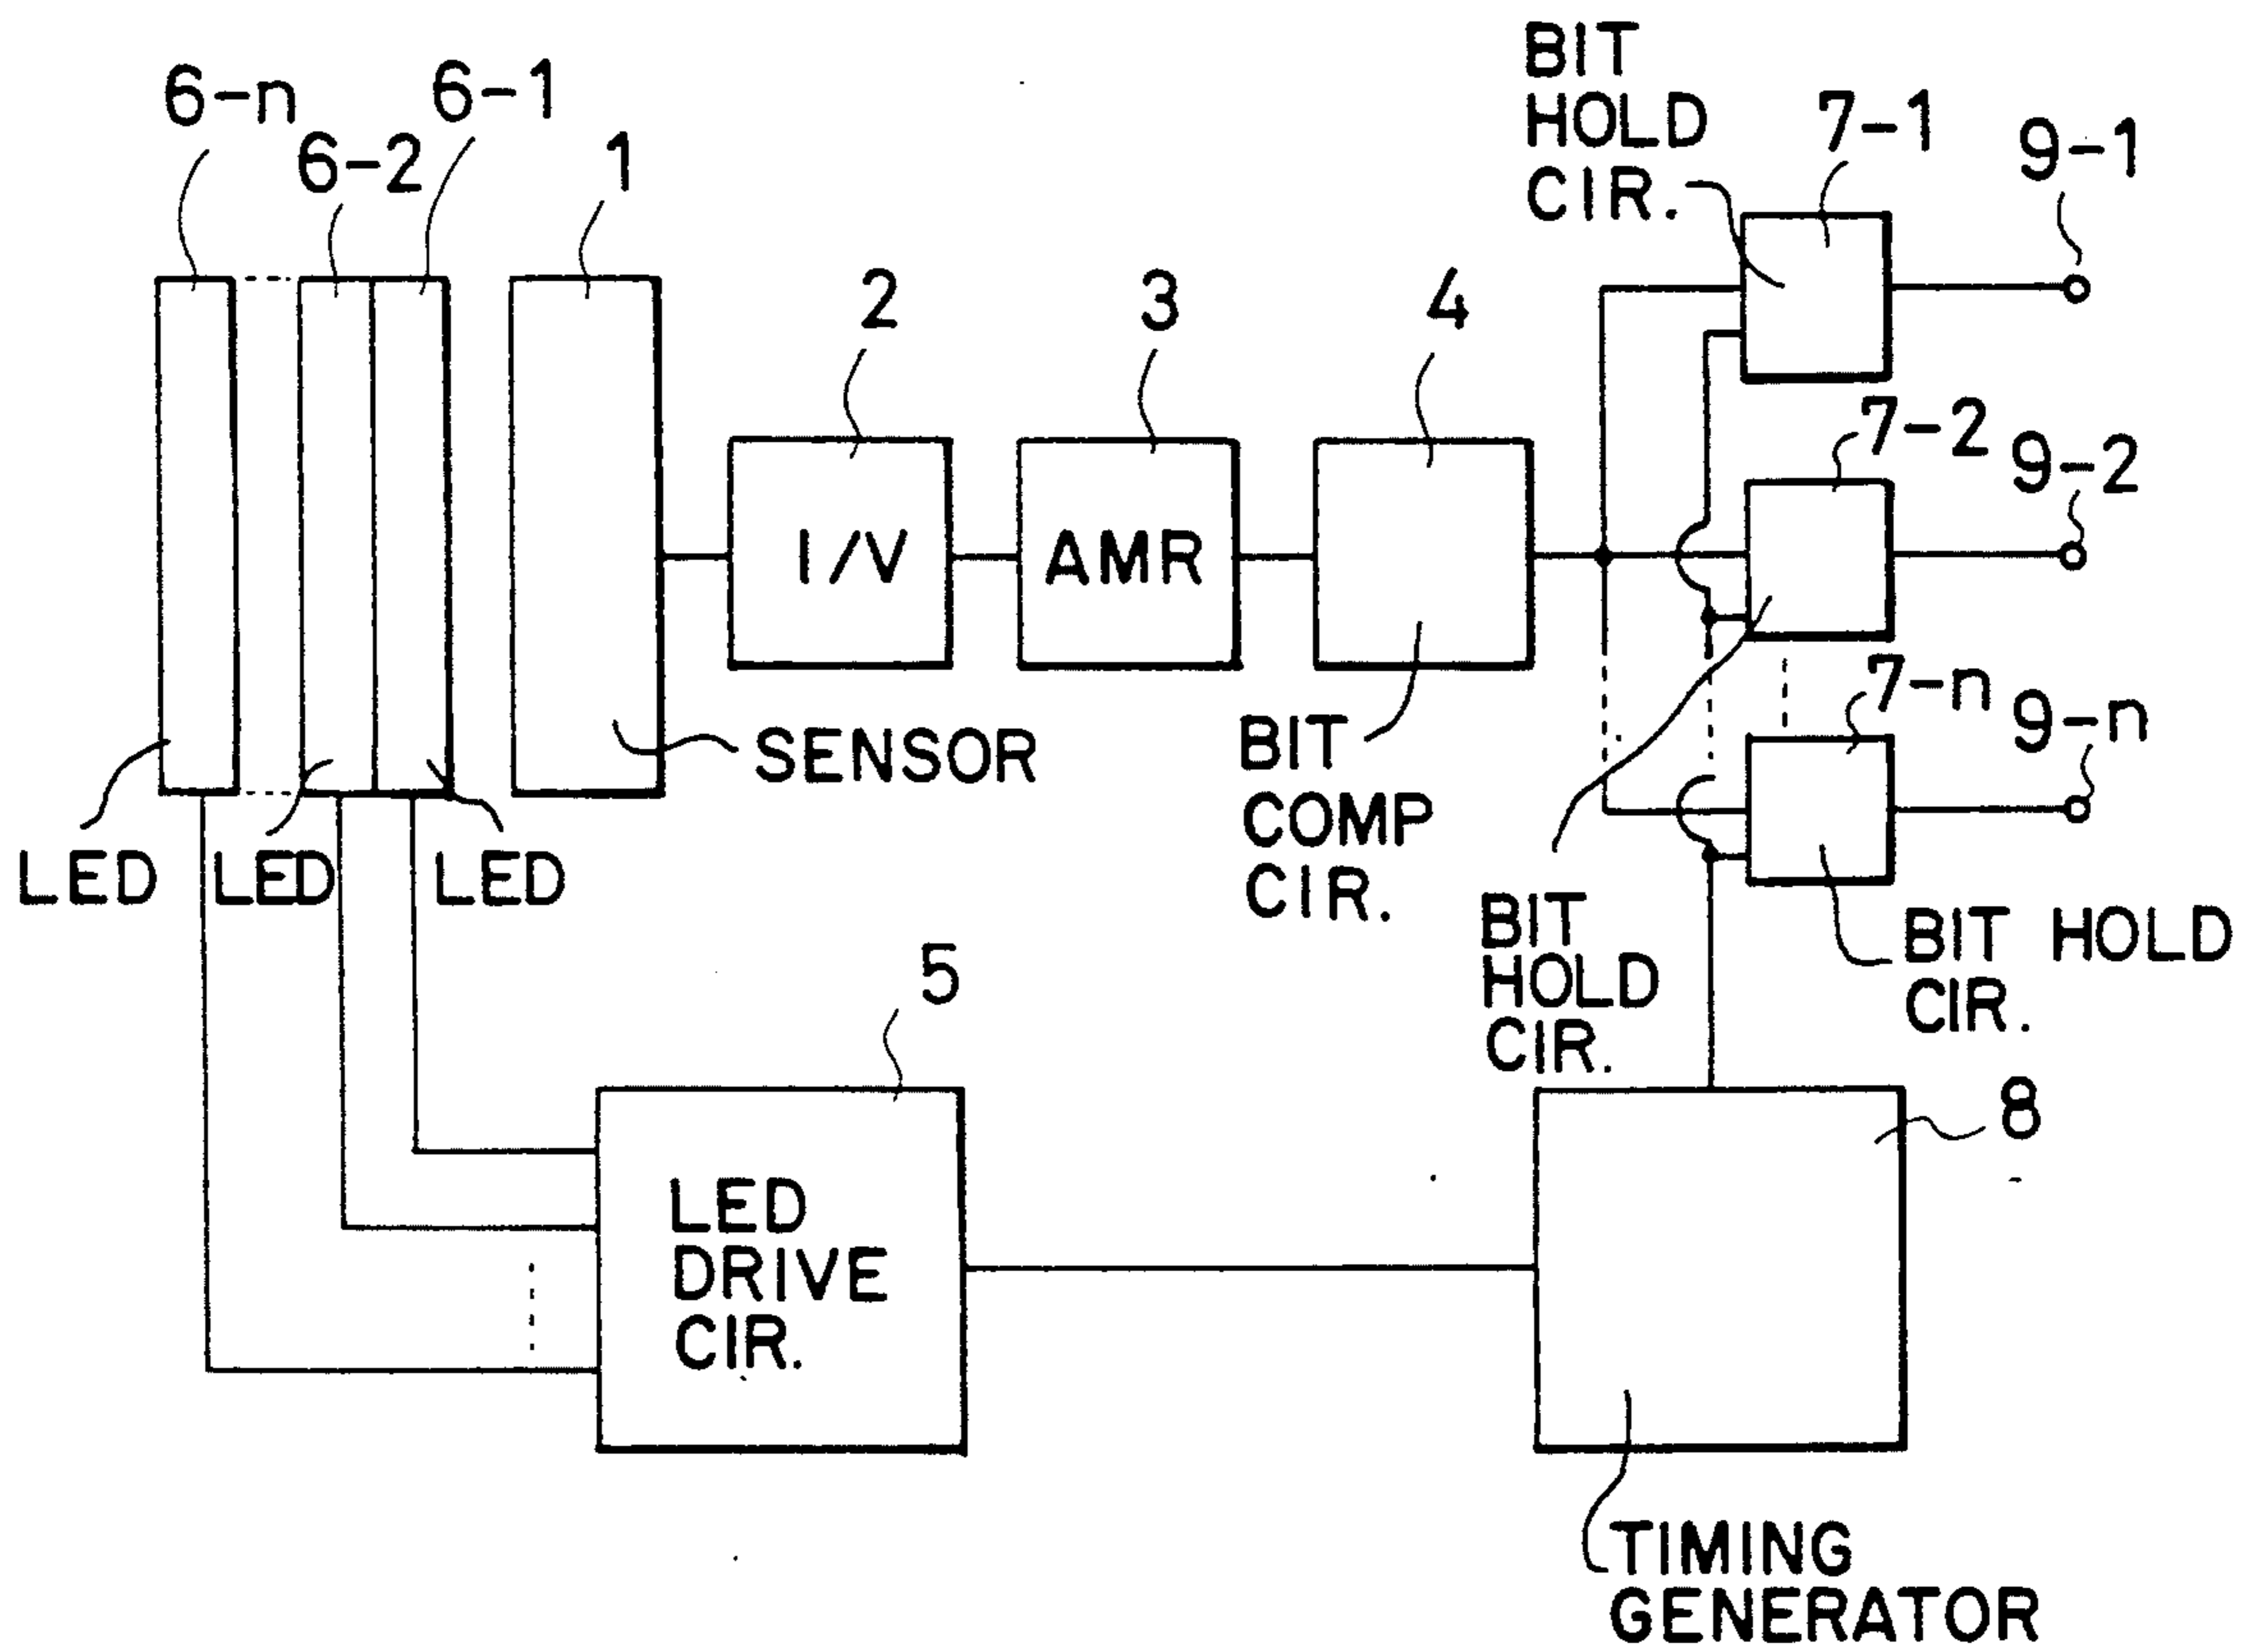 BIT
HOLD
CIR.
7-1
9-1
6-n
6-2
6-1
1
2
3
4
7-2
9-2
I/V
AMR
7-n
9-n
SENSOR
BIT
COMP
CIR.
LED
LED
LED
BIT
HOLD
CIR.
BIT HOLD
CIR.
5
8
LED
DRIVE
CIR.
TIMING
GENERATOR